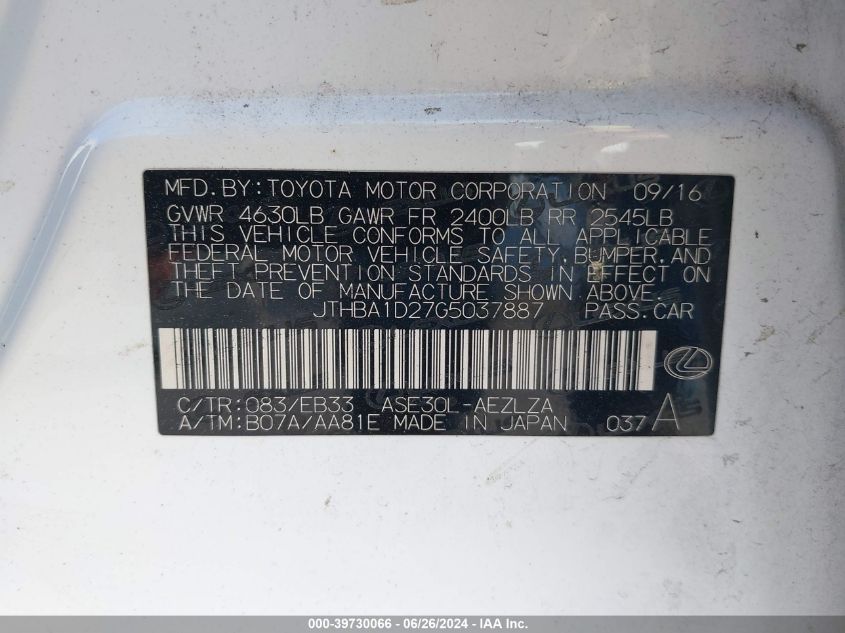 MFD. BY: TOYOTA MOTOR CORPORATION 09/16
GVWR 4630LB GAWR FR 2400LB RR 2545LB
THIS VEHICLE CONFORMS TO ALL APPLICABLE
FEDERAL MOTOR VEHICLE SAFETY, BUMPER, AND
THEFT PREVENTION STANDARDS IN EFFECT ON
THE DATE OF MANUFACTURE SHOWN ABOVE.
JTHBA1D27G5037887 PASS. CAR
C/TR: 083/EB33 ASE30L-AEZLZA
A/TM: B07A/AA81E MADE IN JAPAN 037A
000-39730066 - 06/26/2024 - IAA Inc.